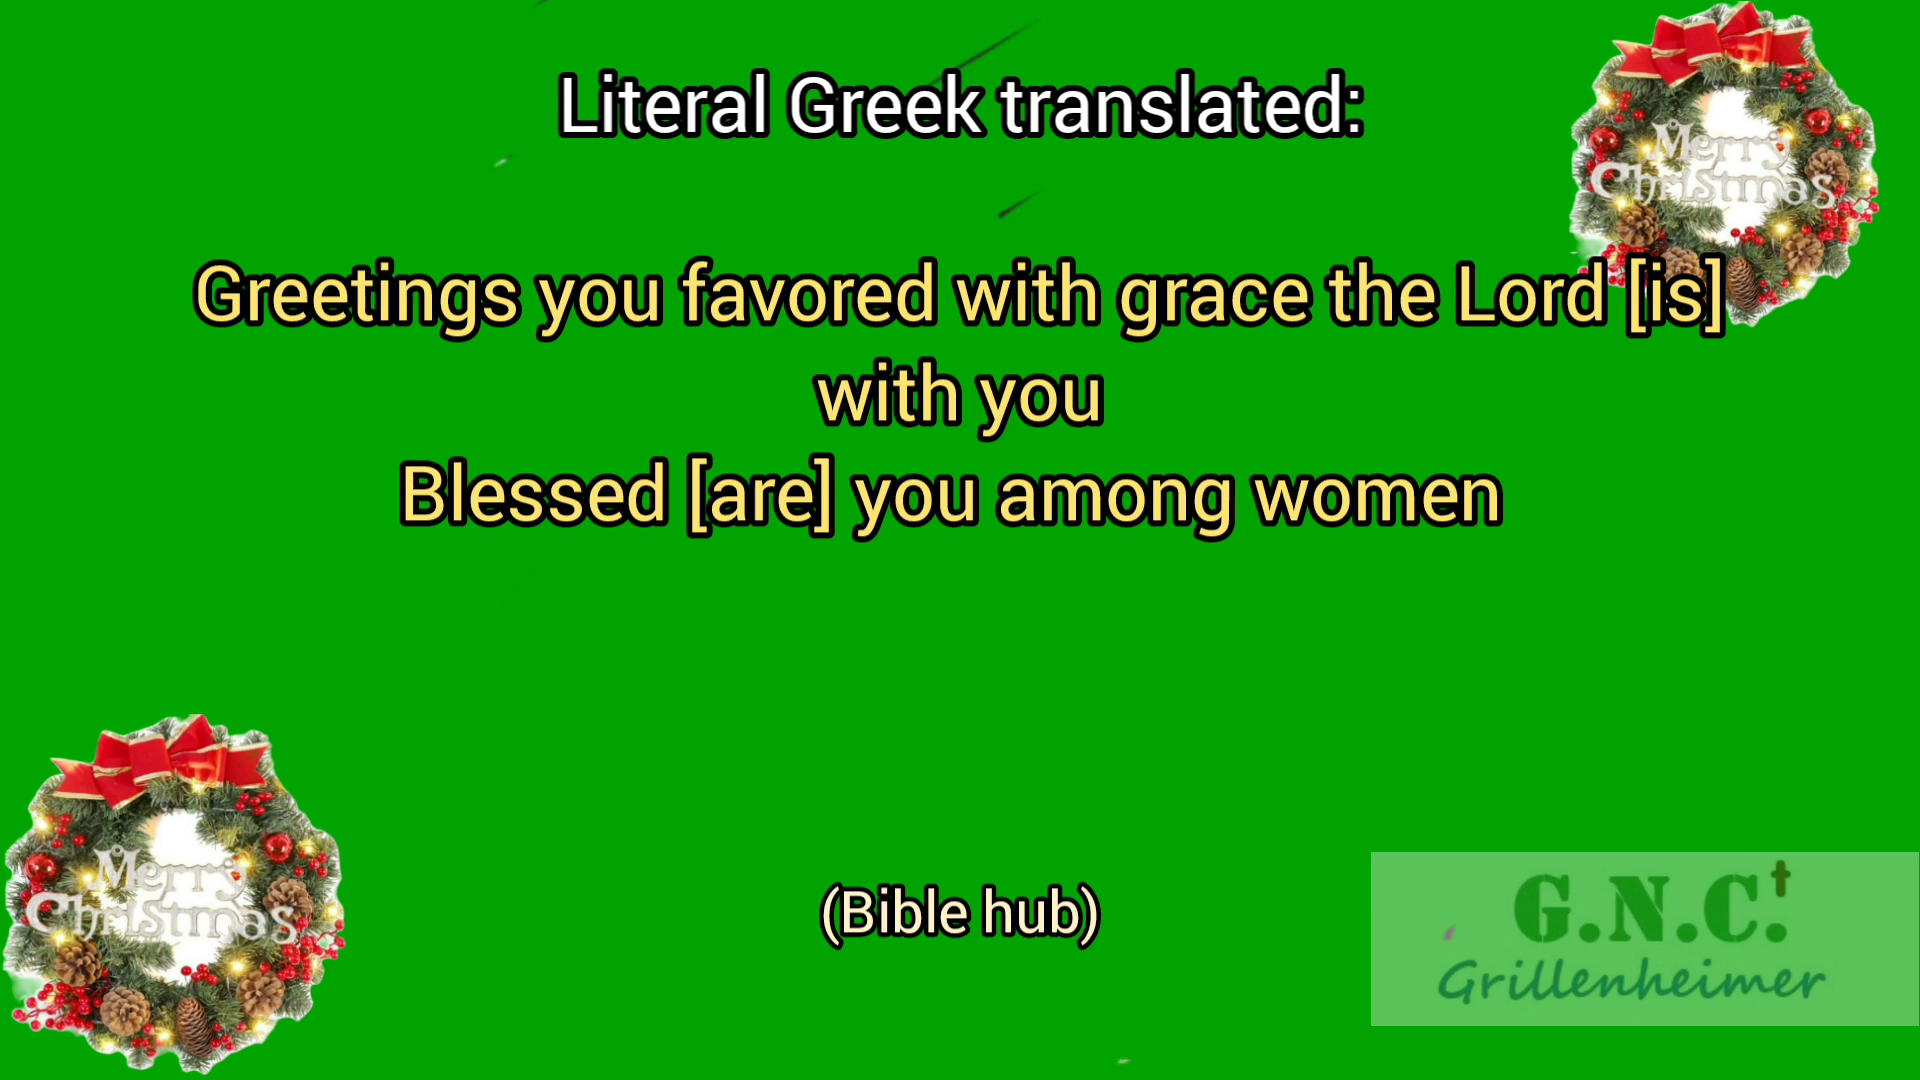 Literal Greek translated:
Merry
Christmas
Greetings you favored with grace the Lord [is]
with you
Blessed [are] you among women
Merry
Christmas
(Bible hub)
G.N.C.
Grillenheimer